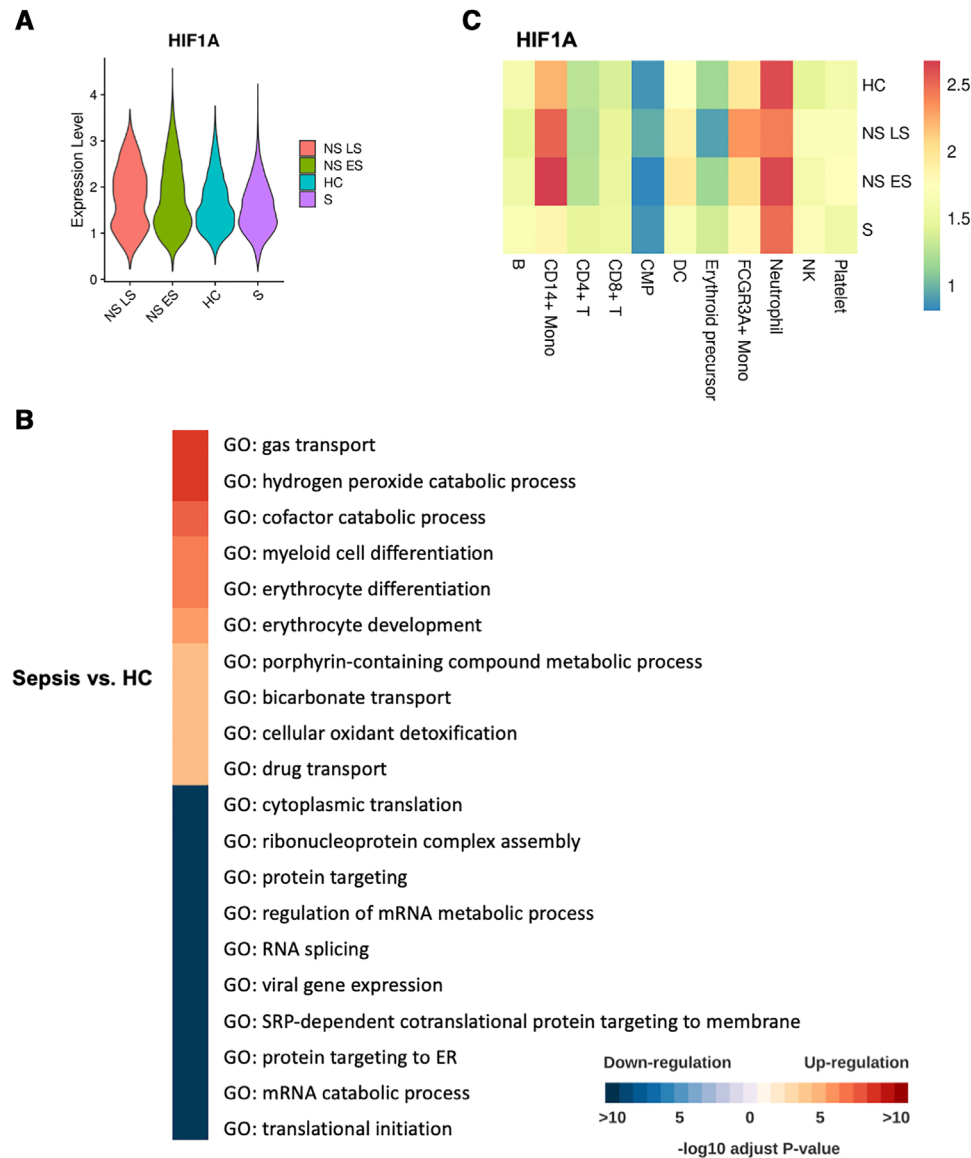 A
HIF1A
Expression Level
4
3
2
1
0
NS LS
NS ES
HC
S
NS LS
NS ES
HC
S
C
HIF1A
HC
NS LS
NS ES
S
B
CD14+ Mono
CD4+ T
CD8+ T
CMP
DC
Erythroid precursor
FCGR3A+ Mono
Neutrophil
NK
Platelet
2.5
2
1.5
1
B
Sepsis vs. HC
GO: gas transport
GO: hydrogen peroxide catabolic process
GO: cofactor catabolic process
GO: myeloid cell differentiation
GO: erythrocyte differentiation
GO: erythrocyte development
GO: porphyrin-containing compound metabolic process
GO: bicarbonate transport
GO: cellular oxidant detoxification
GO: drug transport
GO: cytoplasmic translation
GO: ribonucleoprotein complex assembly
GO: protein targeting
GO: regulation of mRNA metabolic process
GO: RNA splicing
GO: viral gene expression
GO: SRP-dependent cotranslational protein targeting to membrane
GO: protein targeting to ER
GO: mRNA catabolic process
GO: translational initiation
Down-regulation Up-regulation
>10 5 0 5 >10
-log10 adjust P-value